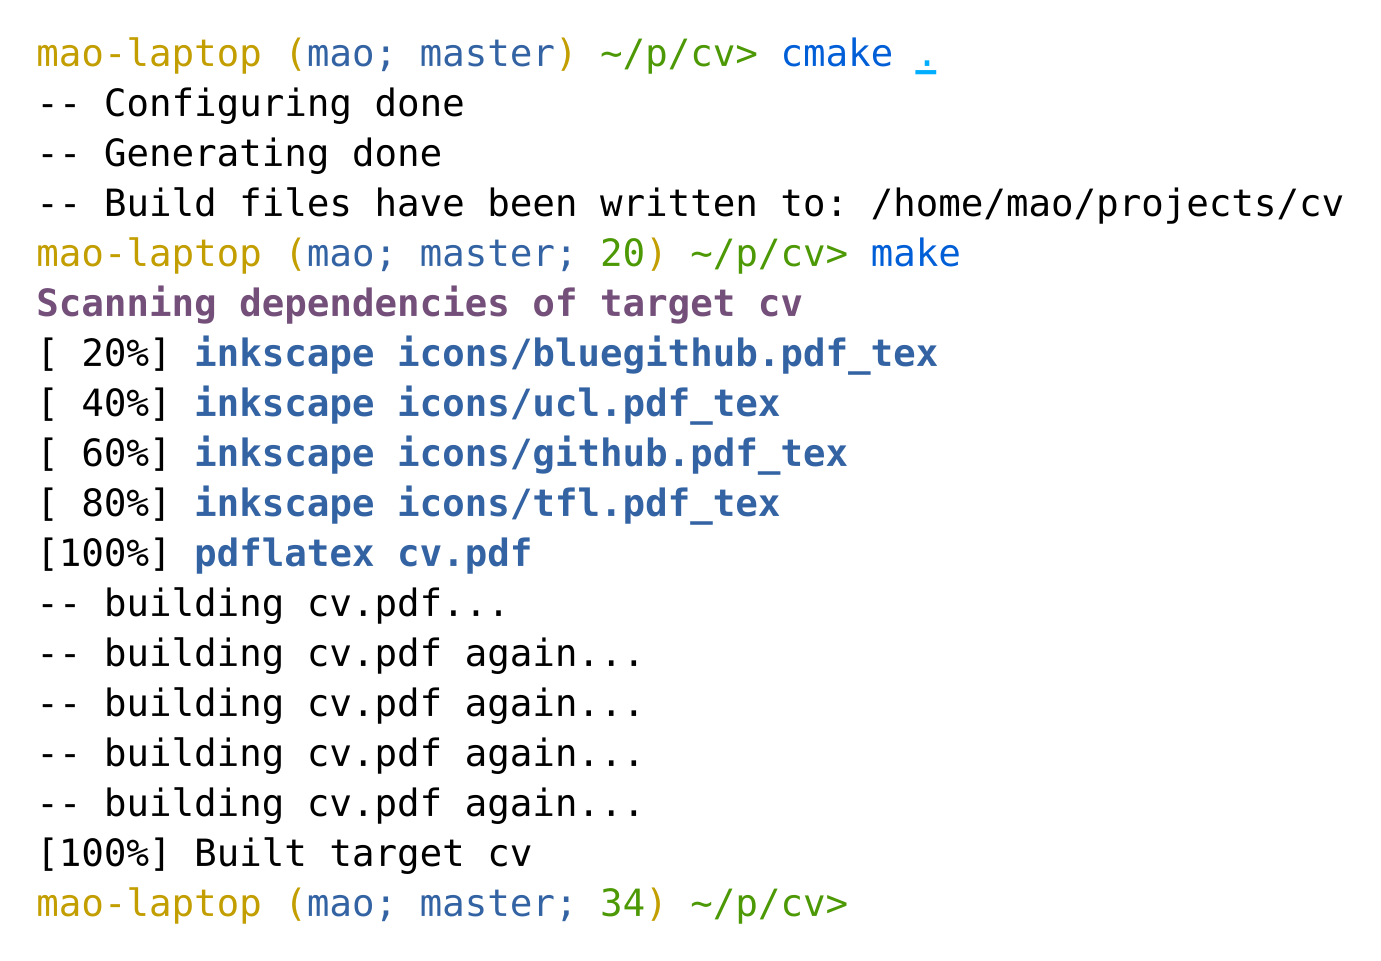 mao-laptop (mao; master) ~/p/cv> cmake .
-- Configuring done
-- Generating done
-- Build files have been written to: /home/mao/projects/cv
mao-laptop (mao; master; 20) ~/p/cv> make
Scanning dependencies of target cv
[ 20%] inkscape icons/bluegithub.pdf_tex
[ 40%] inkscape icons/ucl.pdf_tex
[ 60%] inkscape icons/github.pdf_tex
[ 80%] inkscape icons/tfl.pdf_tex
[100%] pdflatex cv.pdf
-- building cv.pdf...
-- building cv.pdf again...
-- building cv.pdf again...
-- building cv.pdf again...
-- building cv.pdf again...
[100%] Built target cv
mao-laptop (mao; master; 34) ~/p/cv>